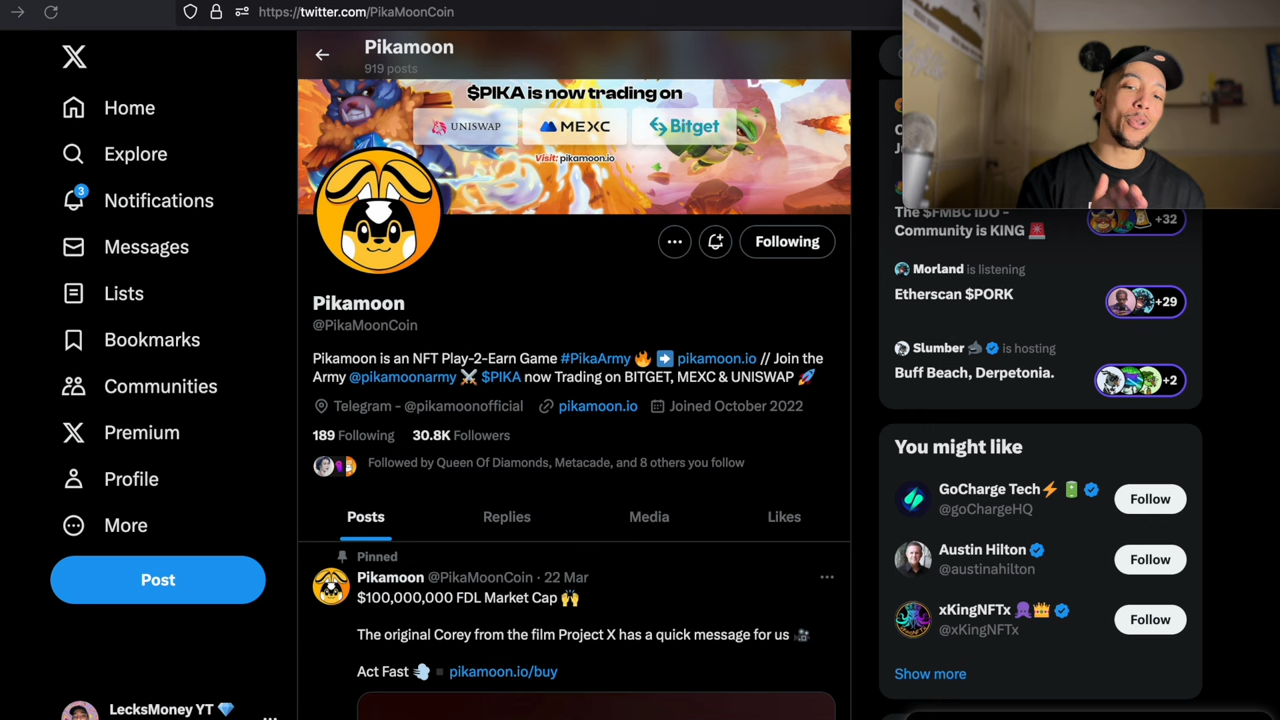 https://twitter.com/PikaMoonCoin
Pikamoon
919 posts
Home
Explore
3
Notifications
Messages
Lists
Bookmarks
Communities
Premium
Profile
More
Post
LecksMoney YT 💎
$PIKA is now trading on
UNISWAP
MEXC
Bitget
Visit: pikamoon.io
Following
Pikamoon
@PikaMoonCoin
Pikamoon is an NFT Play-2-Earn Game #PikaArmy 🔥 ➡️ pikamoon.io // Join the
Army @pikamoonarmy ⚔️ $PIKA now Trading on BITGET, MEXC & UNISWAP 🚀
Telegram - @pikamoonofficial pikamoon.io Joined October 2022
189 Following 30.8K Followers
Followed by Queen Of Diamonds, Metacade, and 8 others you follow
Posts Replies Media Likes
Pinned
Pikamoon @PikaMoonCoin · 22 Mar
$100,000,000 FDL Market Cap 🙌
The original Corey from the film Project X has a quick message for us 🎥
Act Fast 💨 ▪️ pikamoon.io/buy
The $FMBC IDO -
Community is KING 🚨
+32
Morland is listening
Etherscan $PORK
+29
Slumber 🦈 is hosting
Buff Beach, Derpetonia.
+2
You might like
GoCharge Tech⚡🔋
@goChargeHQ
Follow
Austin Hilton
@austinahilton
Follow
xKingNFTx 🐙👑
@xKingNFTx
Follow
Show more